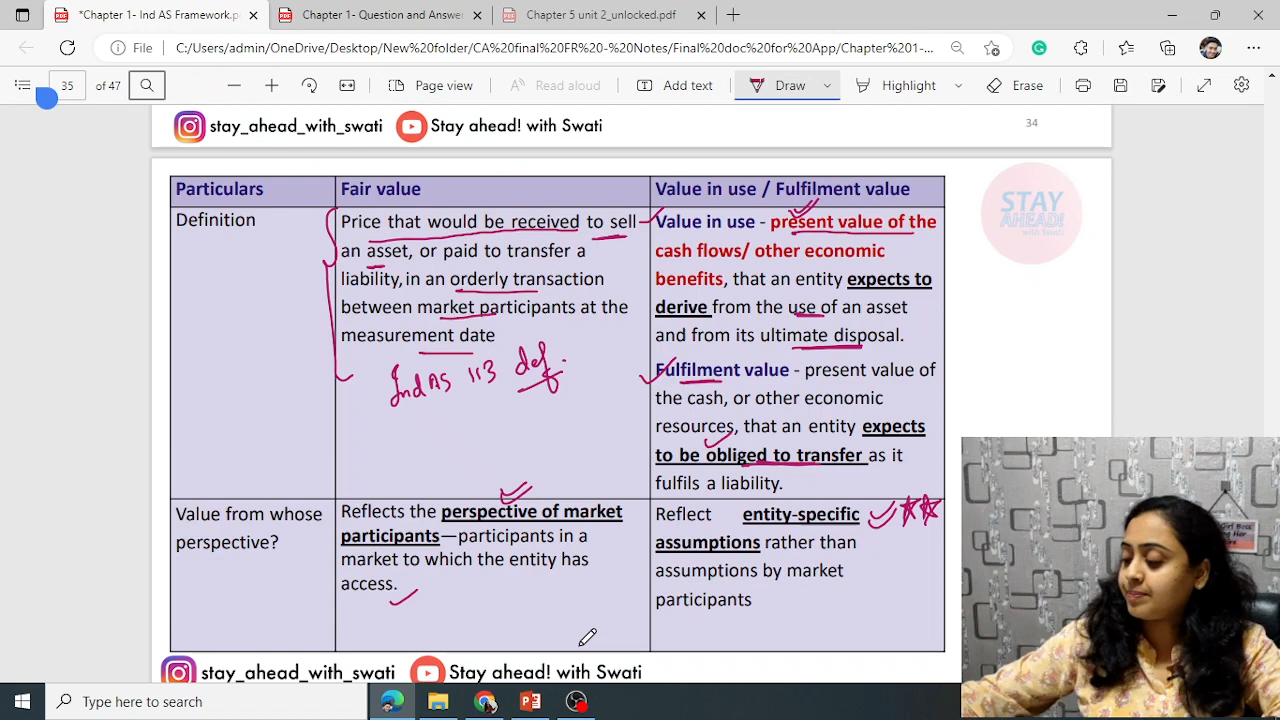 *Chapter 1- Ind AS Framework.p
Chapter 1- Question and Answer
Chapter 5 unit 2_unlocked.pdf
File
C:/Users/admin/OneDrive/Desktop/New%20folder/CA%20Final%20FR%20-%20Notes/Final%20doc%20for%20App/Chapter%201-...
35 of 47
Page view
Read aloud
Add text
Draw
Highlight
Erase
stay_ahead_with_swati
Stay ahead! with Swati
34
STAY
AHEAD!
with Swati
Particulars
Fair value
Value in use / Fulfilment value
Definition
Price that would be received to sell
an asset, or paid to transfer a
liability, in an orderly transaction
between market participants at the
measurement date
IndAS 113 def.
Value in use - present value of the
cash flows/ other economic
benefits, that an entity expects to
derive from the use of an asset
and from its ultimate disposal.
Fulfilment value - present value of
the cash, or other economic
resources, that an entity expects
to be obliged to transfer as it
fulfils a liability.
Value from whose
perspective?
Reflects the perspective of market
participants—participants in a
market to which the entity has
access.
Reflect entity-specific
assumptions rather than
assumptions by market
participants
stay_ahead_with_swati
Stay ahead! with Swati
Type here to search